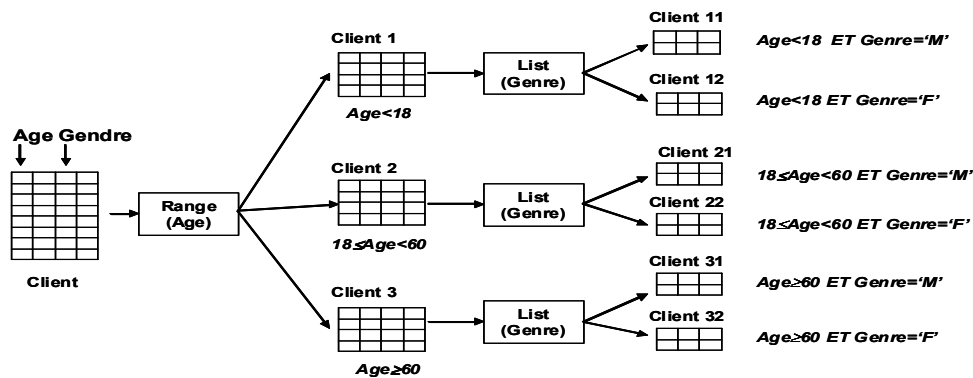 Age Gendre
Client
Range
(Age)
Client 1
Age<18
Client 2
18≤Age<60
Client 3
Age≥60
List
(Genre)
List
(Genre)
List
(Genre)
Client 11
Age<18 ET Genre=‘M’
Client 12
Age<18 ET Genre=‘F’
Client 21
18≤Age<60 ET Genre=‘M’
Client 22
18≤Age<60 ET Genre=‘F’
Client 31
Age≥60 ET Genre=‘M’
Client 32
Age≥60 ET Genre=‘F’